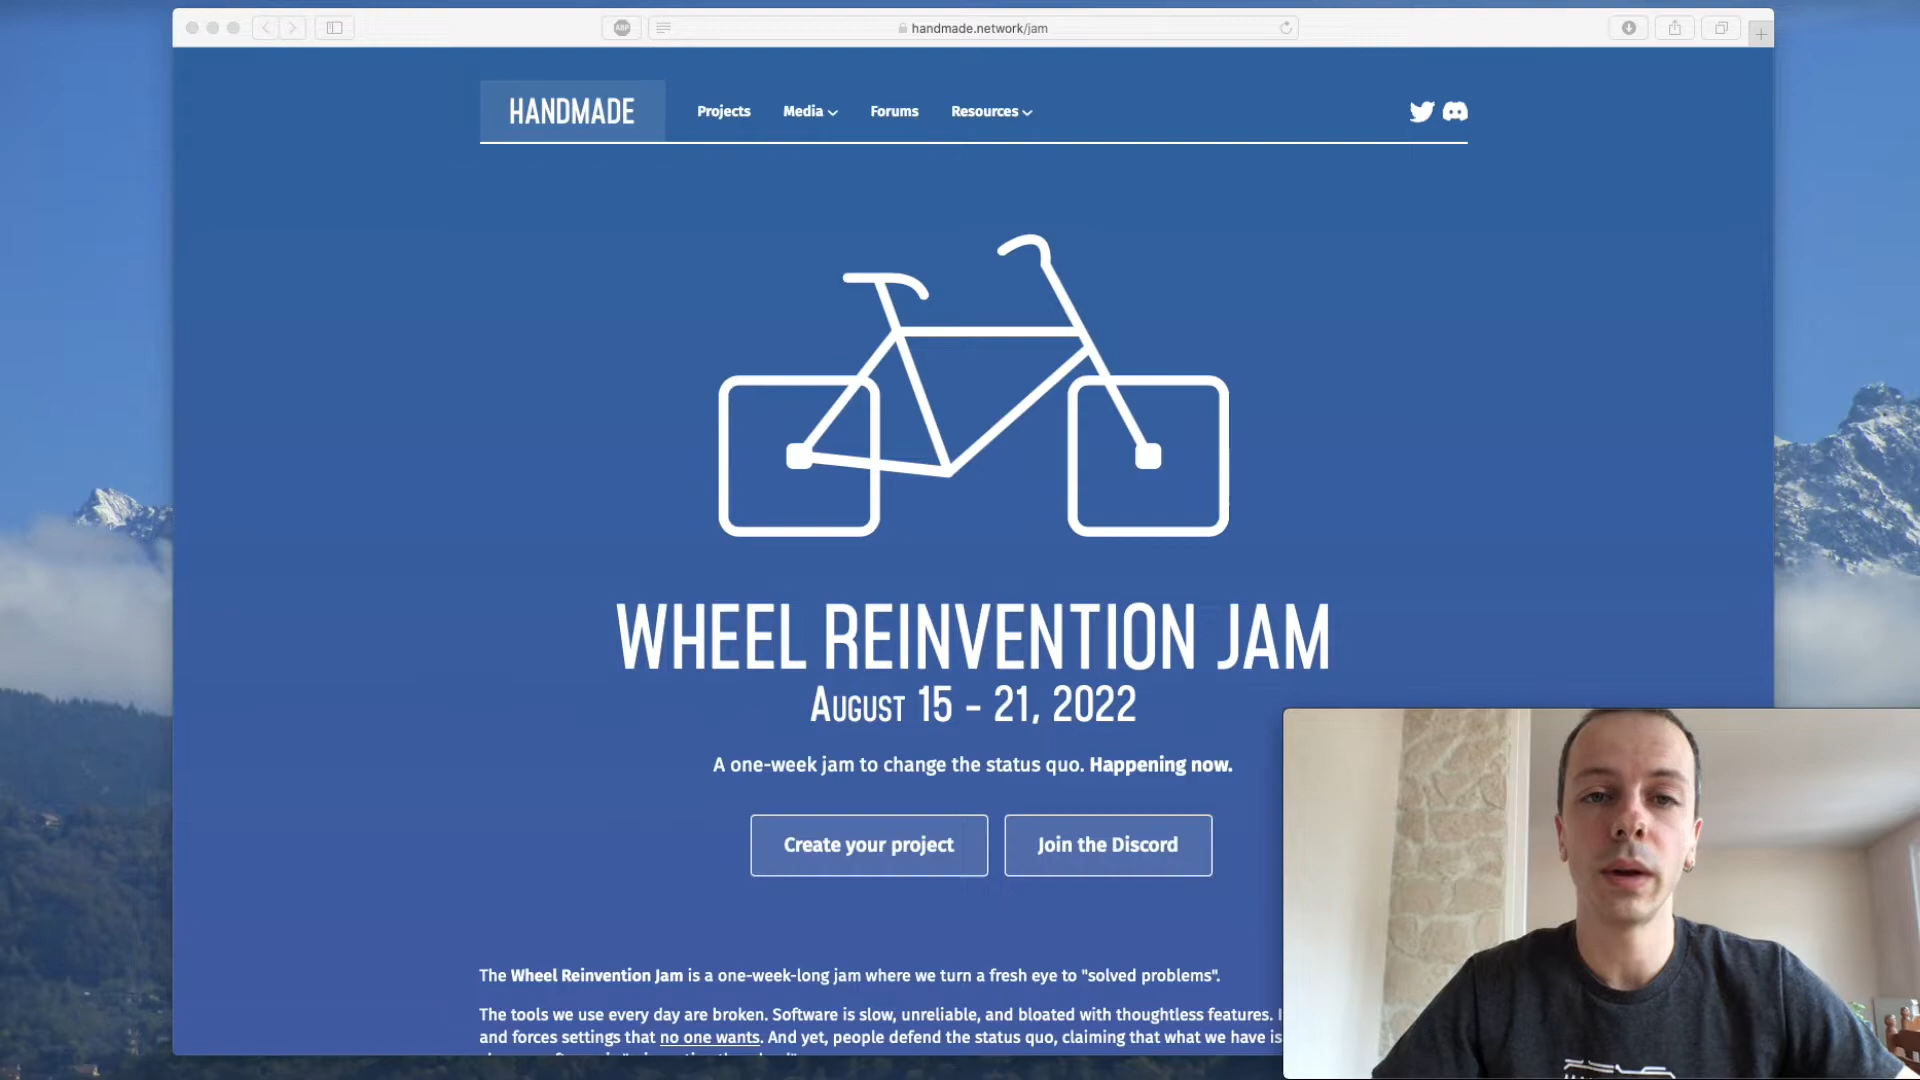 ABP
handmade.network/jam
HANDMADE
Projects
Media
Forums
Resources
WHEEL REINVENTION JAM
AUGUST 15 - 21, 2022
A one-week jam to change the status quo. Happening now.
Create your project
Join the Discord
The Wheel Reinvention Jam is a one-week-long jam where we turn a fresh eye to "solved problems".
The tools we use every day are broken. Software is slow, unreliable, and bloated with thoughtless features.
and forces settings that no one wants. And yet, people defend the status quo, claiming that what we have is